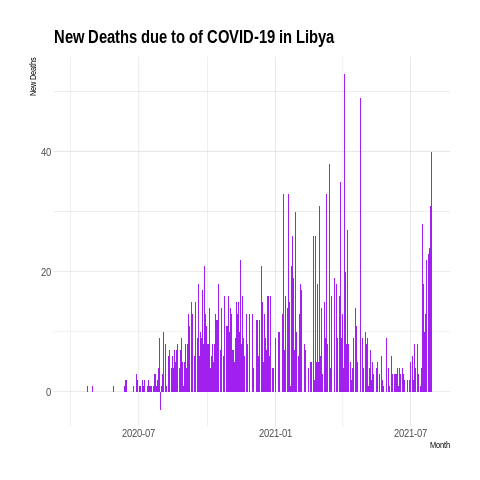 New Deaths due to of COVID-19 in Libya
New Deaths
40
20
0
2020-07
2021-01
2021-07
Month